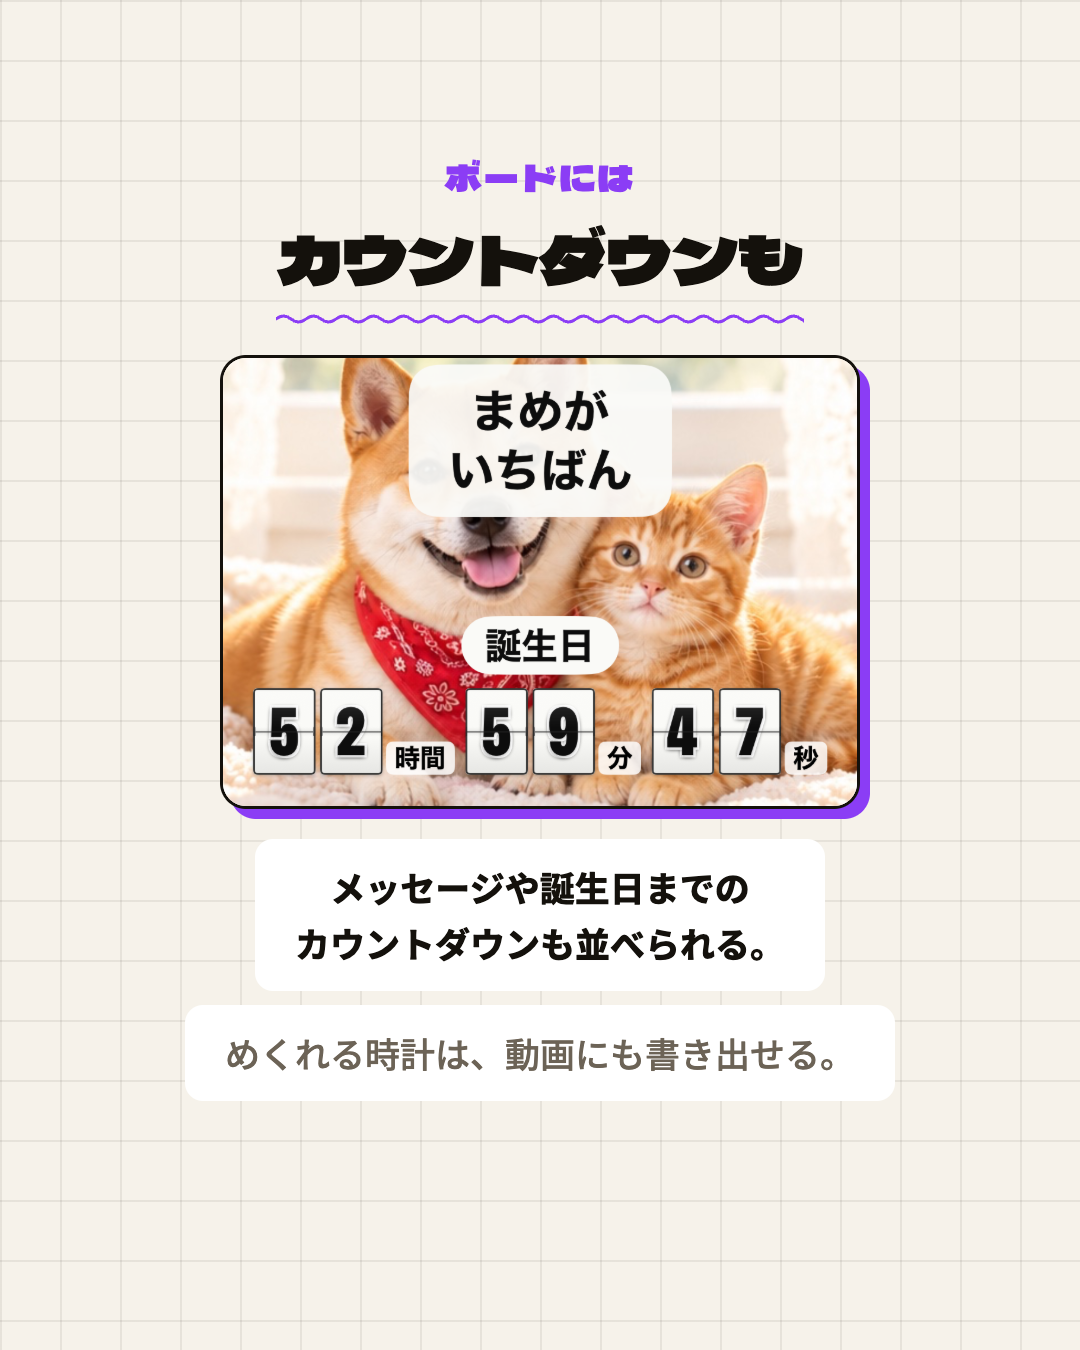 ボードには
カウントダウンも
まめが
いちばん
誕生日
52時間 59分 47秒
メッセージや誕生日までの
カウントダウンも並べられる。
めくれる時計は、動画にも書き出せる。